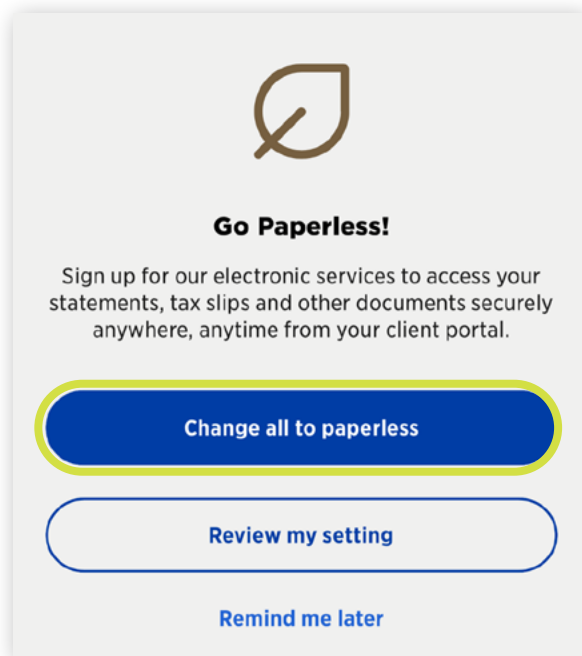 Go Paperless!
Sign up for our electronic services to access your
statements, tax slips and other documents securely
anywhere, anytime from your client portal.
Change all to paperless
Review my setting
Remind me later